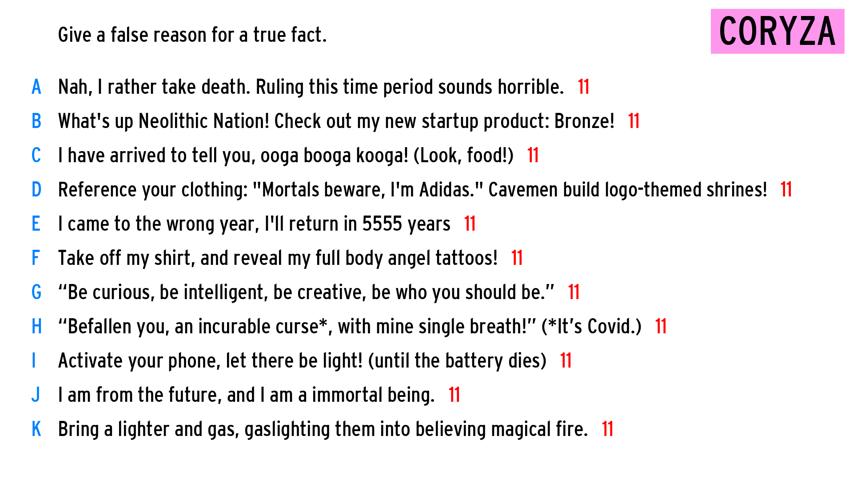 Give a false reason for a true fact.
CORYZA
A Nah, I rather take death. Ruling this time period sounds horrible. 11
B What's up Neolithic Nation! Check out my new startup product: Bronze! 11
C I have arrived to tell you, ooga booga kooga! (Look, food!) 11
D Reference your clothing: "Mortals beware, I'm Adidas." Cavemen build logo-themed shrines! 11
E I came to the wrong year, I'll return in 5555 years 11
F Take off my shirt, and reveal my full body angel tattoos! 11
G “Be curious, be intelligent, be creative, be who you should be.” 11
H “Befallen you, an incurable curse*, with mine single breath!” (*It’s Covid.) 11
I Activate your phone, let there be light! (until the battery dies) 11
J I am from the future, and I am a immortal being. 11
K Bring a lighter and gas, gaslighting them into believing magical fire. 11